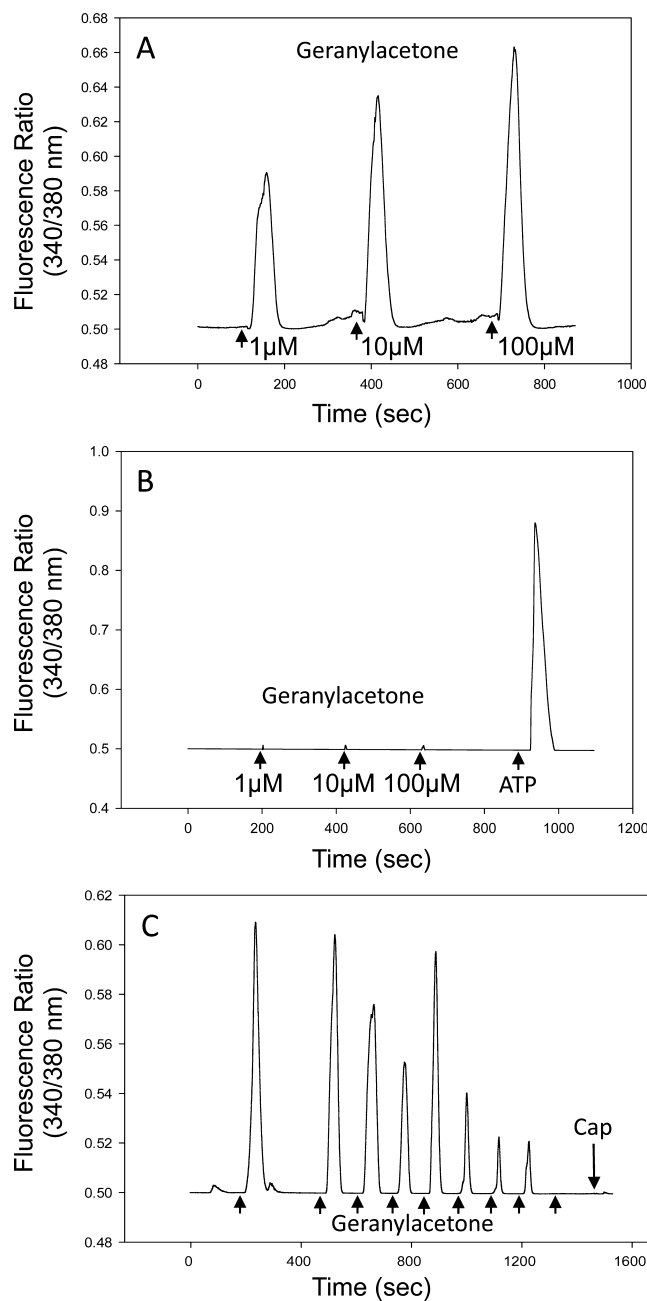 A
Geranylacetone
Fluorescence Ratio
(340/380 nm)
0.68
0.66
0.64
0.62
0.60
0.58
0.56
0.54
0.52
0.50
0.48
1µM 10µM 100µM
0 200 400 600 800 1000
Time (sec)
B
Fluorescence Ratio
(340/380 nm)
1.0
0.9
0.8
0.7
0.6
0.5
0.4
Geranylacetone
1µM 10µM 100µM ATP
0 200 400 600 800 1000 1200
Time (sec)
C
Fluorescence Ratio
(340/380 nm)
0.62
0.60
0.58
0.56
0.54
0.52
0.50
0.48
Cap
Geranylacetone
0 400 800 1200 1600
Time (sec)